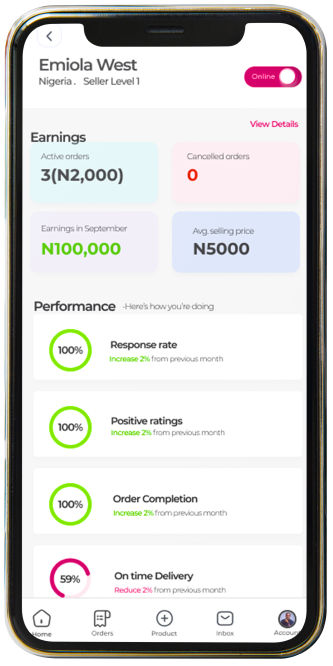 Emiola West
Nigeria . Seller Level 1
Online
View Details
Earnings
Active orders
3(N2,000)
Cancelled orders
0
Earnings in September
N100,000
Avg. selling price
N5000
Performance -Here's how you're doing
100%
Response rate
Increase 2% from previous month
100%
Positive ratings
Increase 2% from previous month
100%
Order Completion
Increase 2% from previous month
59%
On time Delivery
Reduce 2% from previous month
Home
Orders
Product
Inbox
Account